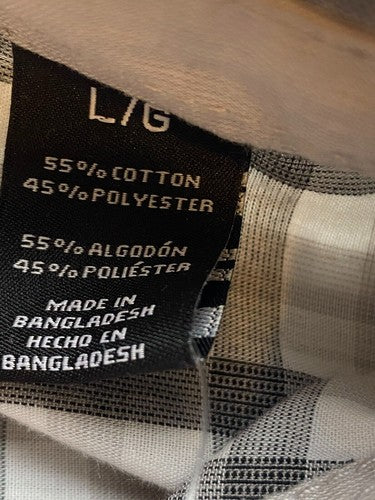 L/G
55% COTTON
45% POLYESTER
55% ALGODÓN
45% POLIÉSTER
MADE IN
BANGLADESH
HECHO EN
BANGLADESH